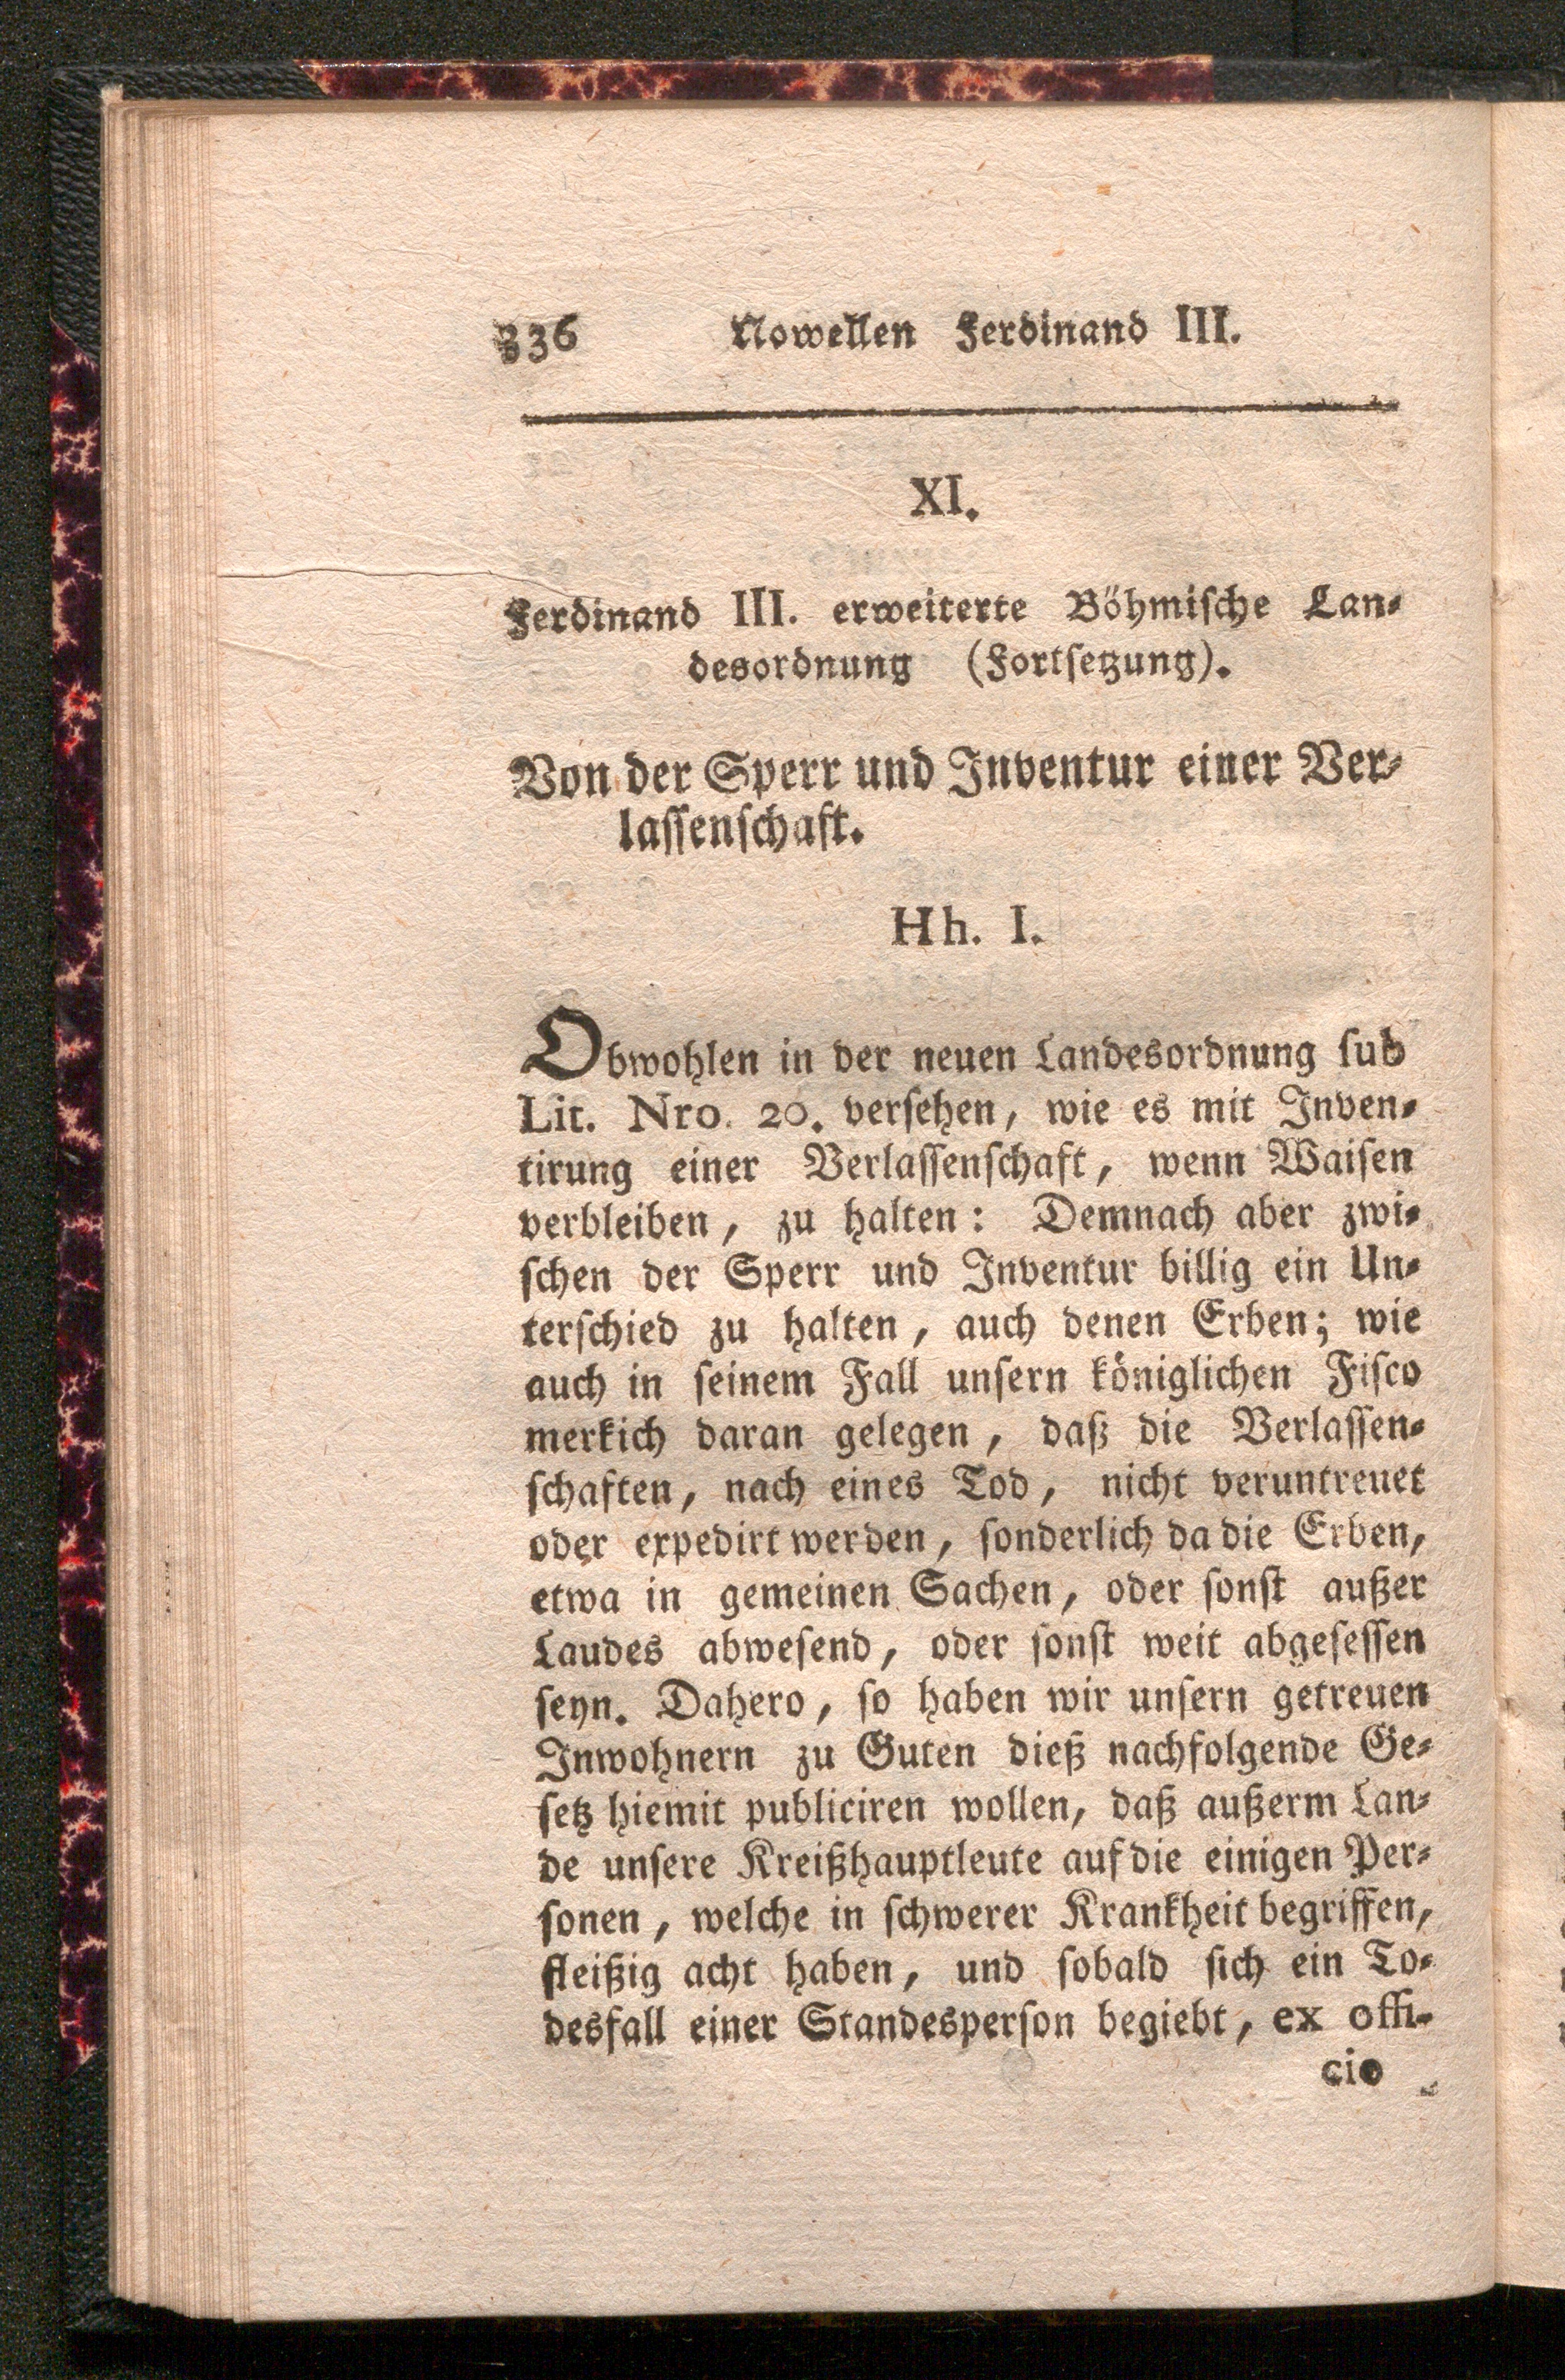 336 Nowellen Ferdinand III.
XI.
Ferdinand III. erweiterte Böhmiſche Lan⸗
desordnung (Fortſetzung).
Von der Sperr und Inventur einer Ver⸗
laſſenſchaft.
Hh. I.
Obwohlen in der neuen Landesordnung ſub
Lit. Nro. 20. verſehen, wie es mit Inven⸗
tirung einer Verlaſſenſchaft, wenn Waiſen
verbleiben, zu halten: Demnach aber zwi⸗
ſchen der Sperr und Inventur billig ein Un⸗
terſchied zu halten, auch denen Erben; wie
auch in ſeinem Fall unſern königlichen Fiſco
merkich daran gelegen, daß die Verlaſſen⸗
ſchaften, nach eines Tod, nicht veruntreuet
oder expedirt werden, ſonderlich da die Erben,
etwa in gemeinen Sachen, oder ſonſt außer
Laudes abweſend, oder ſonſt weit abgeſeſſen
ſeyn. Dahero, ſo haben wir unſern getreuen
Inwohnern zu Guten dieß nachfolgende Ge⸗
ſetz hiemit publiciren wollen, daß außerm Lan⸗
de unſere Kreißhauptleute auf die einigen Per⸗
ſonen, welche in ſchwerer Krankheit begriffen,
fleißig acht haben, und ſobald ſich ein To⸗
desfall einer Standesperſon begiebt, ex offi-
cio